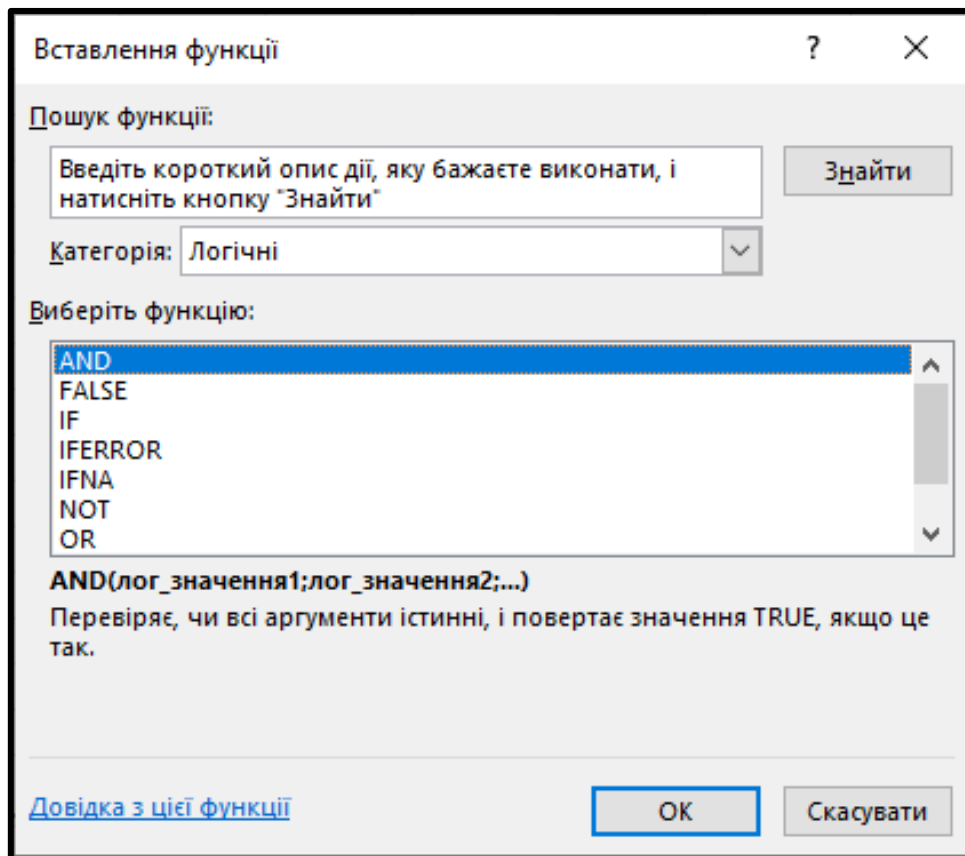 Вставлення функції ?
Пошук функції:
Введіть короткий опис дії, яку бажаєте виконати, і
натисніть кнопку "Знайти"
Знайти
Категорія: Логічні
Виберіть функцію:
AND
FALSE
IF
IFERROR
IFNA
NOT
OR
AND(лог_значення1;лог_значення2;...)
Перевіряє, чи всі аргументи істинні, і повертає значення TRUE, якщо це
так.
Довідка з цієї функції
ОК
Скасувати